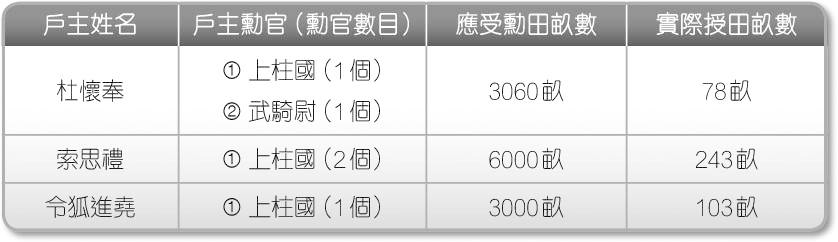 戶主姓名 戶主勳官（勳官數目） 應受勳田畝數 實際授田畝數
杜懷奉 ① 上柱國（1個） 3060畝 78畝
② 武騎尉（1個）
索思禮 ① 上柱國（2個） 6000畝 243畝
令狐進堯 ① 上柱國（1個） 3000畝 103畝